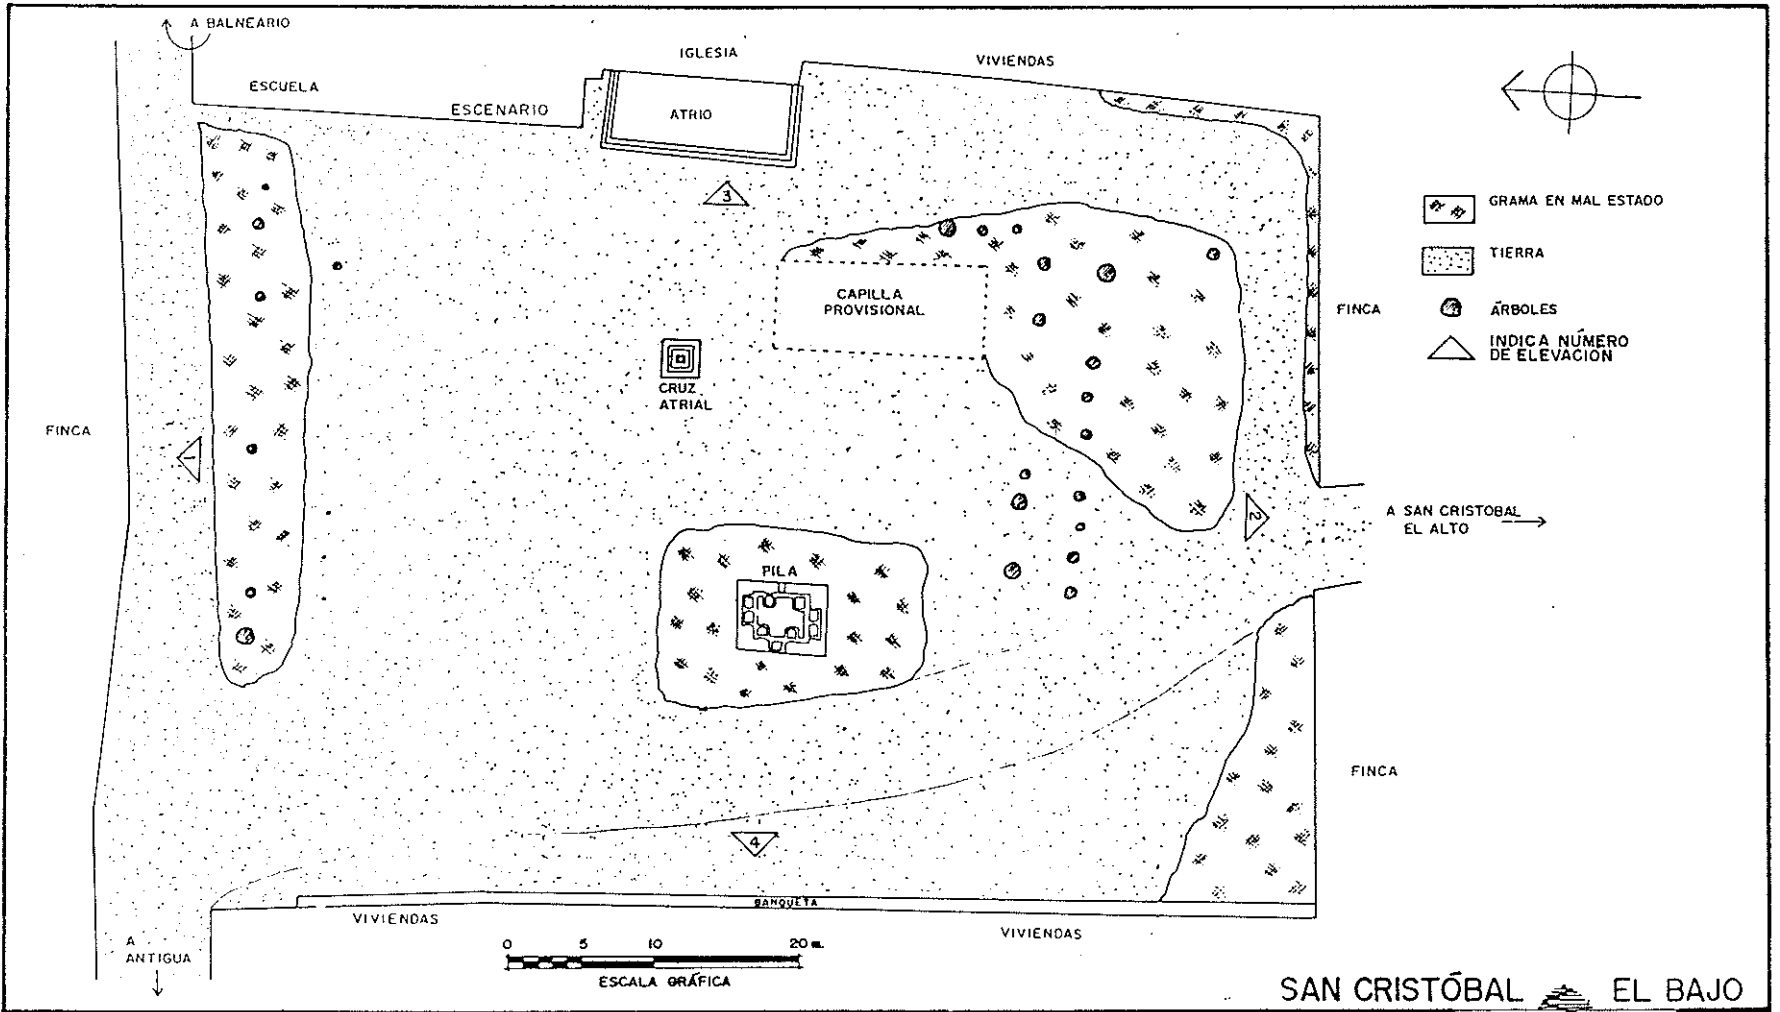 A BALNEARIO
IGLESIA
VIVIENDAS
ESCUELA
ESCENARIO
ATRIO
3
GRAMA EN MAL ESTADO
TIERRA
ÁRBOLES
INDICA NÚMERO
DE ELEVACIÓN
CAPILLA
PROVISIONAL
FINCA
CRUZ
ATRIAL
FINCA
1
2
A SAN CRISTOBAL
EL ALTO
PILA
FINCA
4
BANQUETA
VIVIENDAS
VIVIENDAS
A
ANTIGUA
0 5 10 20 m.
ESCALA GRÁFICA
SAN CRISTÓBAL EL BAJO